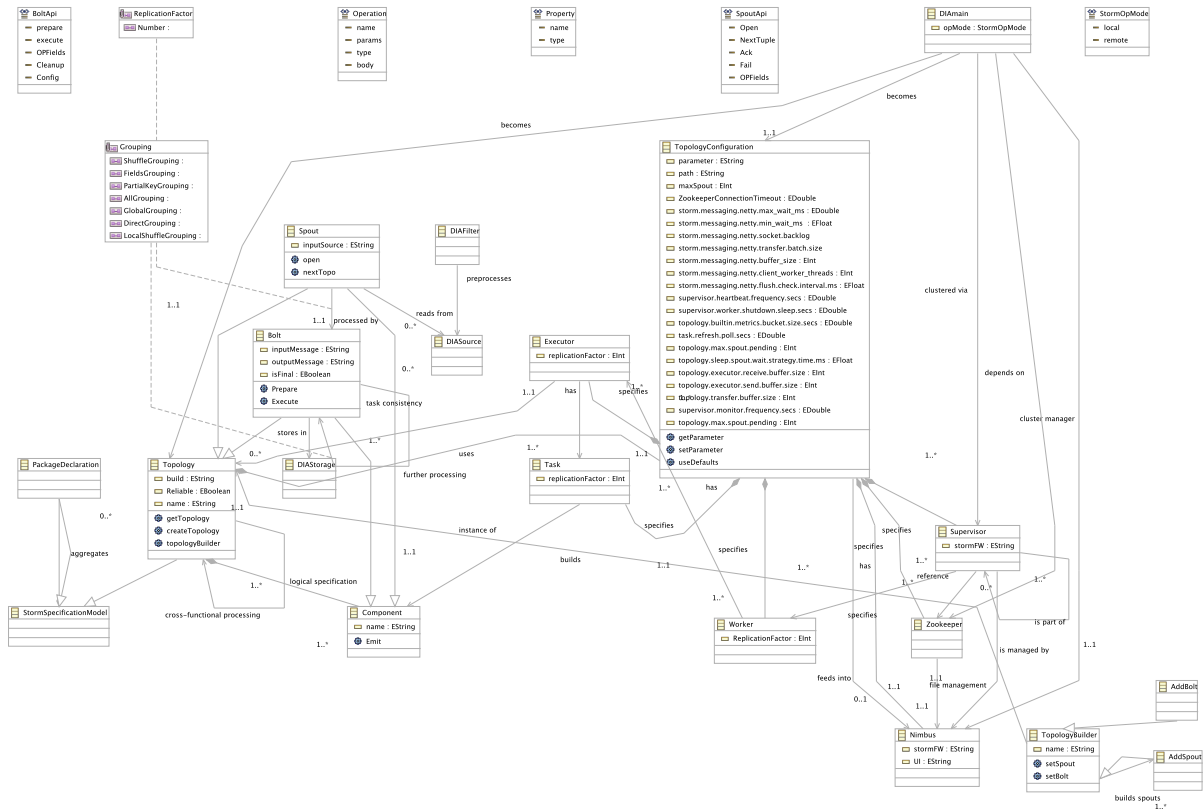 BoltApi
prepare
execute
OPFields
Cleanup
Config
ReplicationFactor
Number :
Operation
name
params
type
body
Property
name
type
SpoutApi
Open
NextTuple
Ack
Fail
OPFields
DIAmain
opMode : StormOpMode
StormOpMode
local
remote
becomes
becomes
1..1
Grouping
ShuffleGrouping :
FieldsGrouping :
PartialKeyGrouping :
AllGrouping :
GlobalGrouping :
DirectGrouping :
LocalShuffleGrouping :
TopologyConfiguration
parameter : EString
path : EString
maxSpout : EInt
ZookeeperConnectionTimeout : EDouble
storm.messaging.netty.max_wait_ms : EDouble
storm.messaging.netty.min_wait_ms : EFloat
storm.messaging.netty.socket.backlog
storm.messaging.netty.transfer.batch.size
storm.messaging.netty.buffer_size : EInt
storm.messaging.netty.client_worker_threads : EInt
storm.messaging.netty.flush.check.interval.ms : EFloat
supervisor.heartbeat.frequency.secs : EDouble
supervisor.worker.shutdown.sleep.secs : EDouble
topology.builtin.metrics.bucket.size.secs : EDouble
task.refresh.poll.secs : EDouble
topology.max.spout.pending : EInt
topology.sleep.spout.wait.strategy.time.ms : EFloat
topology.executor.receive.buffer.size : EInt
topology.executor.send.buffer.size : EInt
topology.transfer.buffer.size : EInt
supervisor.monitor.frequency.secs : EDouble
topology.max.spout.pending : EInt
getParameter
setParameter
useDefaults
Spout
inputSource : EString
open
nextTopo
DIAFilter
preprocesses
clustered via
1..1
1..1
processed by
reads from
0..*
Bolt
inputMessage : EString
outputMessage : EString
isFinal : EBoolean
Prepare
Execute
DIASource
Executor
replicationFactor : EInt
0..*
depends on
1..1
has
1..*
specifies
task consistency
cluster manager
stores in
1..*
0..*
uses
1..*
1..1
1..*
PackageDeclaration
Topology
build : EString
Reliable : EBoolean
name : EString
getTopology
createTopology
topologyBuilder
DIAStorage
further processing
Task
replicationFactor : EInt
has
1..*
0..*
1..1
instance of
specifies
specifies
Supervisor
stormFW : EString
aggregates
1..1
builds
1..1
specifies
specifies
has
1..*
1..*
1..*
logical specification
1..*
reference
0..*
1..*
StormSpecificationModel
cross-functional processing
Component
name : EString
Emit
1..*
1..*
specifies
Worker
ReplicationFactor : EInt
Zookeeper
is part of
is managed by
1..1
feeds into
1..1
file management
1..1
0..1
1..1
AddBolt
Nimbus
stormFW : EString
UI : EString
TopologyBuilder
name : EString
setSpout
setBolt
AddSpout
builds spouts
1..*